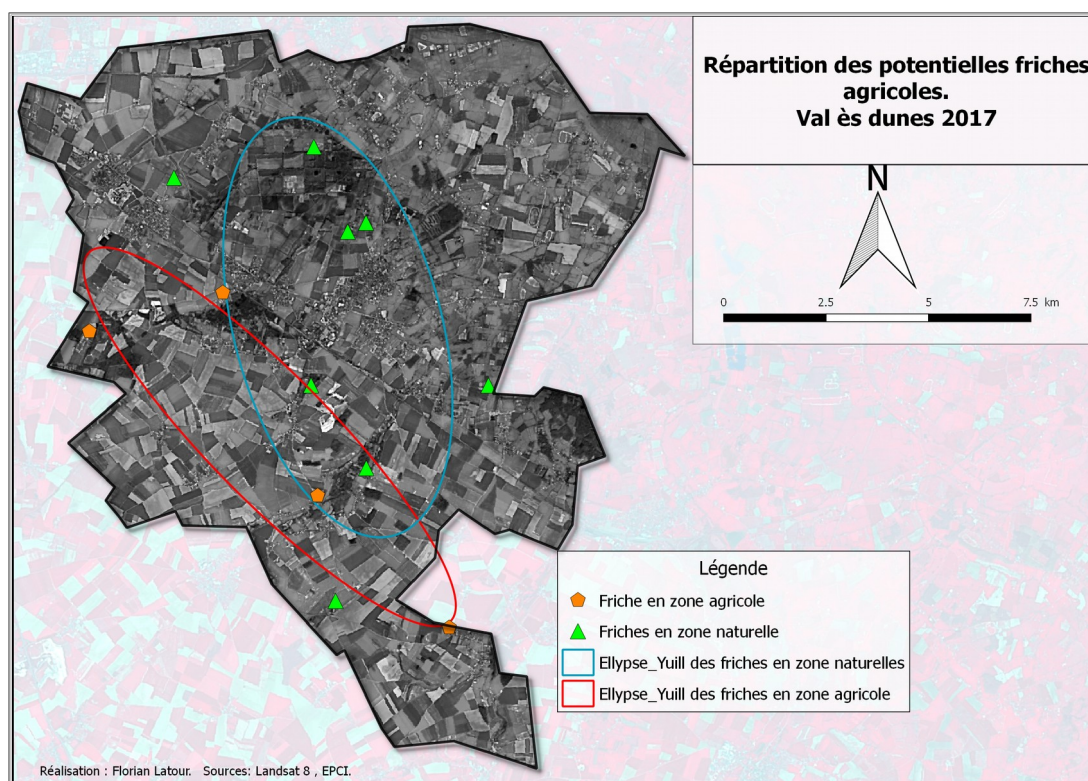 Répartition des potentielles friches
agricoles.
Val ès dunes 2017
N
0 2.5 5 7.5 km
Légende
Friche en zone agricole
Friches en zone naturelle
Ellypse_Yuill des friches en zone naturelles
Ellypse_Yuill des friches en zone agricole
Réalisation : Florian Latour. Sources: Landsat 8 , EPCI.